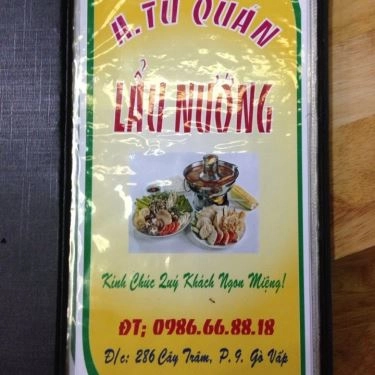 A. TƯ QUÁN
LẨU NƯỚNG
Kính Chúc Quý Khách Ngon Miệng!
ĐT; 0986.66.88.18
Đ/c: 286 Cây Trâm, P. 9. Gò Vấp